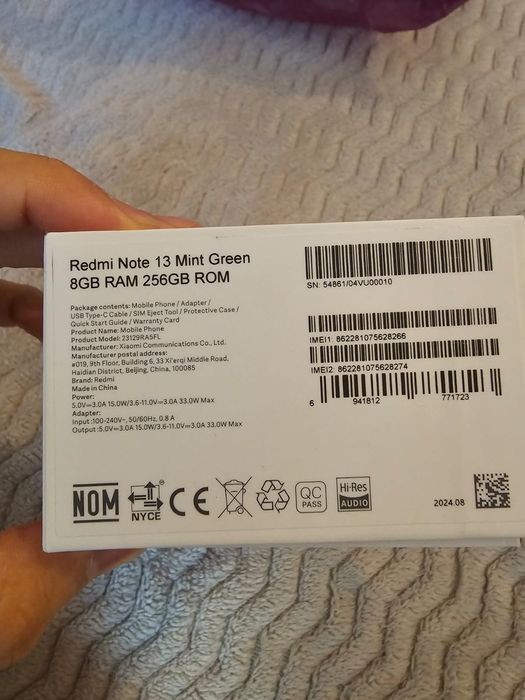 Redmi Note 13 Mint Green
8GB RAM 256GB ROM
Package contents: Mobile Phone / Adapter /
USB Type-C Cable / SIM Eject Tool / Protective Case /
Quick Start Guide / Warranty Card
Product Name: Mobile Phone
Product Model: 23129RA5FL
Manufacturer: Xiaomi Communications Co., Ltd.
Manufacturer postal address:
#019, 9th Floor, Building 6, 33 Xi'erqi Middle Road,
Haidian District, Beijing, China, 100085
Brand: Redmi
Made in China
Power:
5.0V⎓3.0A 15.0W/3.6-11.0V⎓3.0A 33.0W Max
Adapter:
Input:100-240V~, 50/60Hz, 0.8 A
Output:5.0V⎓3.0A 15.0W/3.6-11.0V⎓3.0A 33.0W Max
SN: 54861/04VU00010
IMEI1: 862281075628266
IMEI2: 862281075628274
6 941812 771723
NOM
NYCE
CE
QC
PASS
Hi-Res
AUDIO
2024.08